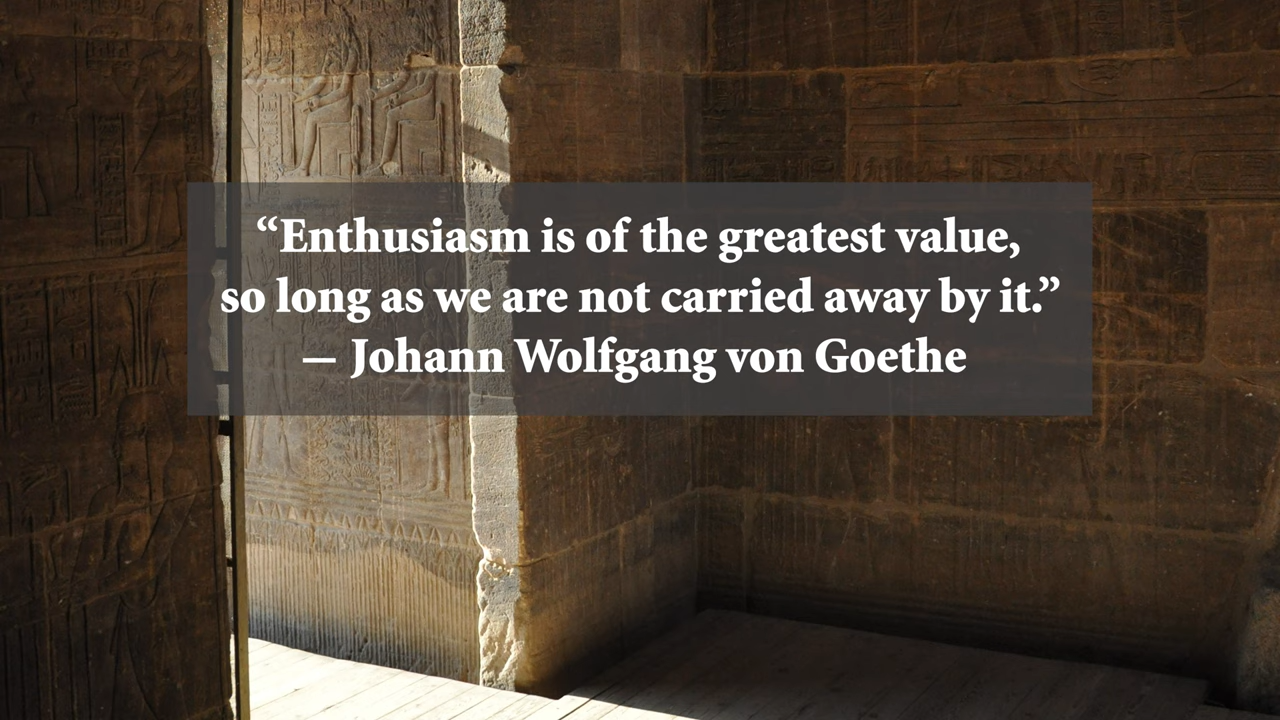 “Enthusiasm is of the greatest value,
so long as we are not carried away by it.”
— Johann Wolfgang von Goethe